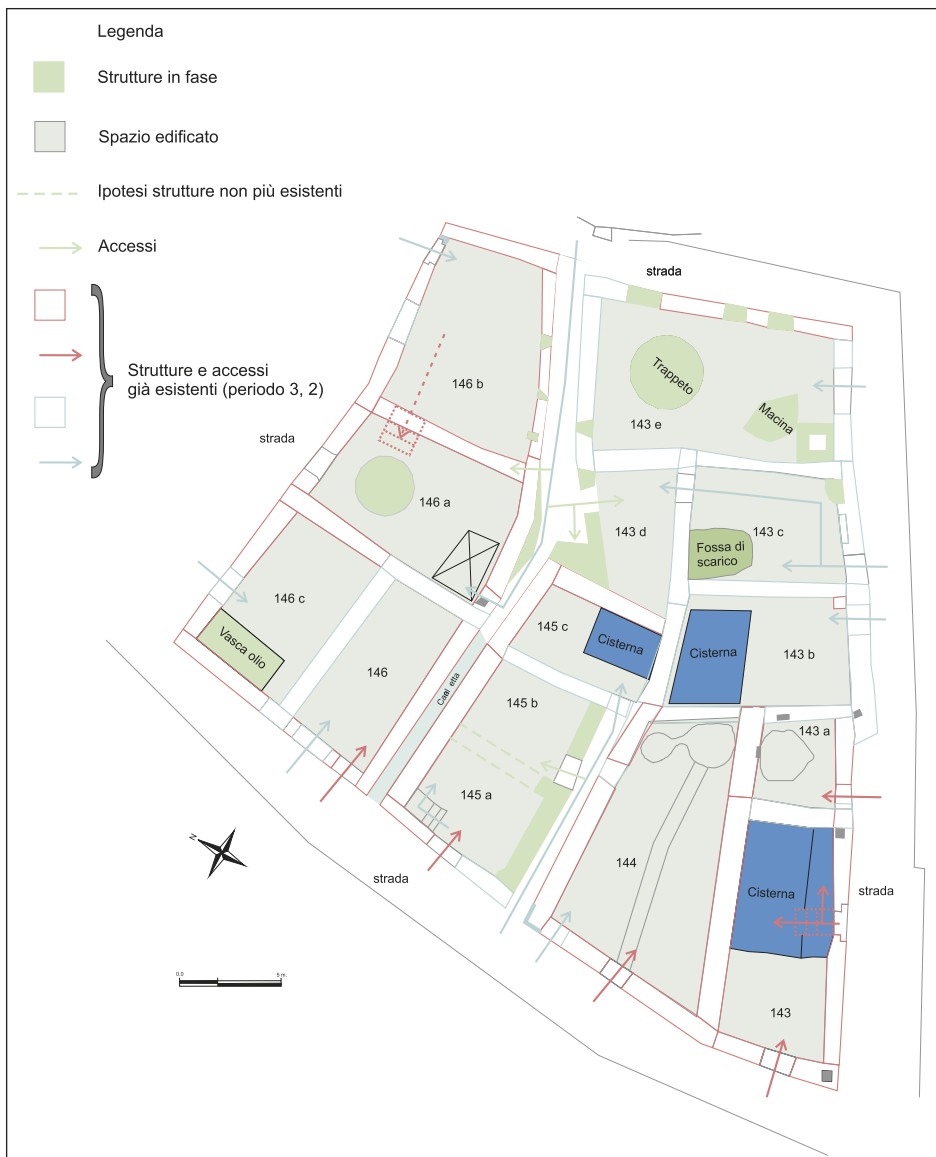 Legenda
Strutture in fase
Spazio edificato
Ipotesi strutture non più esistenti
Accessi
Strutture e accessi
già esistenti (periodo 3, 2)
strada
146 b
Trappeto
Macina
143 e
strada
146 a
143 d
143 c
Fossa di
scarico
146 c
Vasca olio
146
145 c
Cisterna
Cisterna
143 b
145 b
143 a
145 a
N
strada
144
Cisterna
strada
0.0
5 m.
143